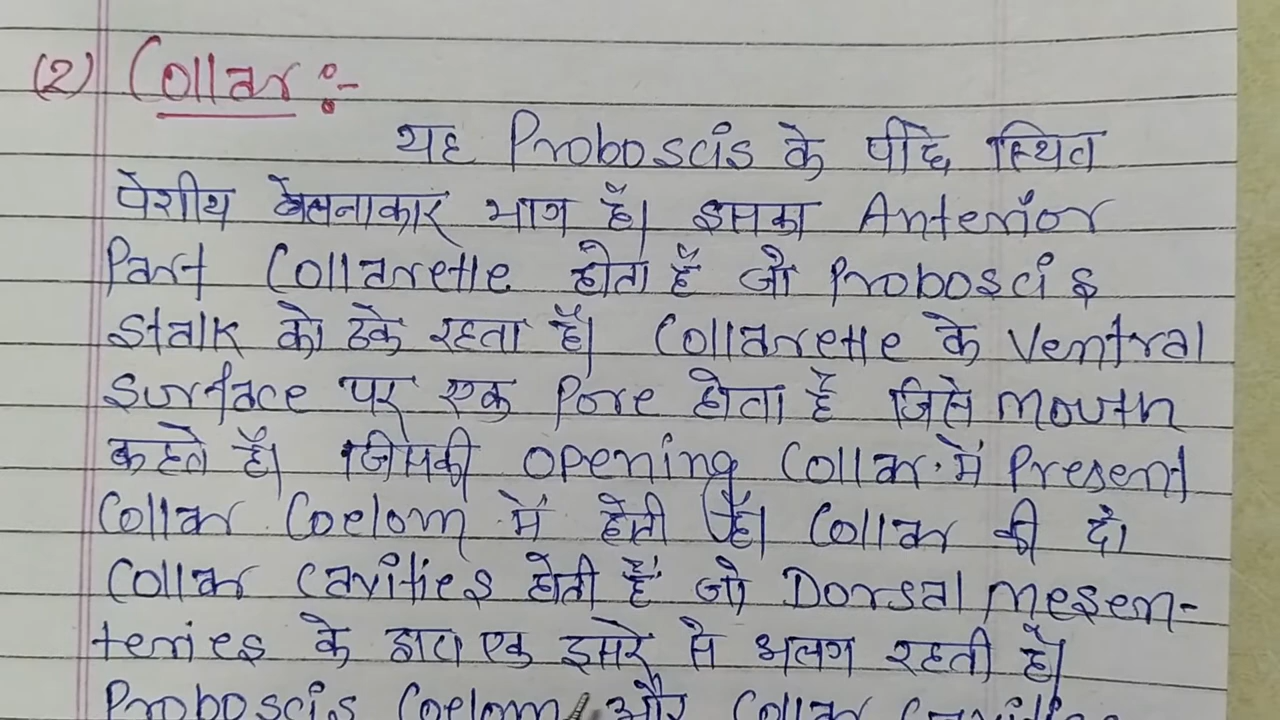 (2) Collar :-
यह Proboscis के पीछे स्थित
पेशीय बेलनाकार भाग है। इसका Anterior
Part Collarette होता है जो Proboscis
Stalk को ढके रहता है। Collarette के Ventral
Surface पर एक Pore होता है जिसे mouth
कहते है। जिसकी opening Collar में Present
Collar Coelom में होती है। Collar की दो
Collar Cavities होती है जो Dorsal mesen-
teries के द्वारा एक दूसरे से अलग रहती है।
Proboscis Coelom और Collar Cavities